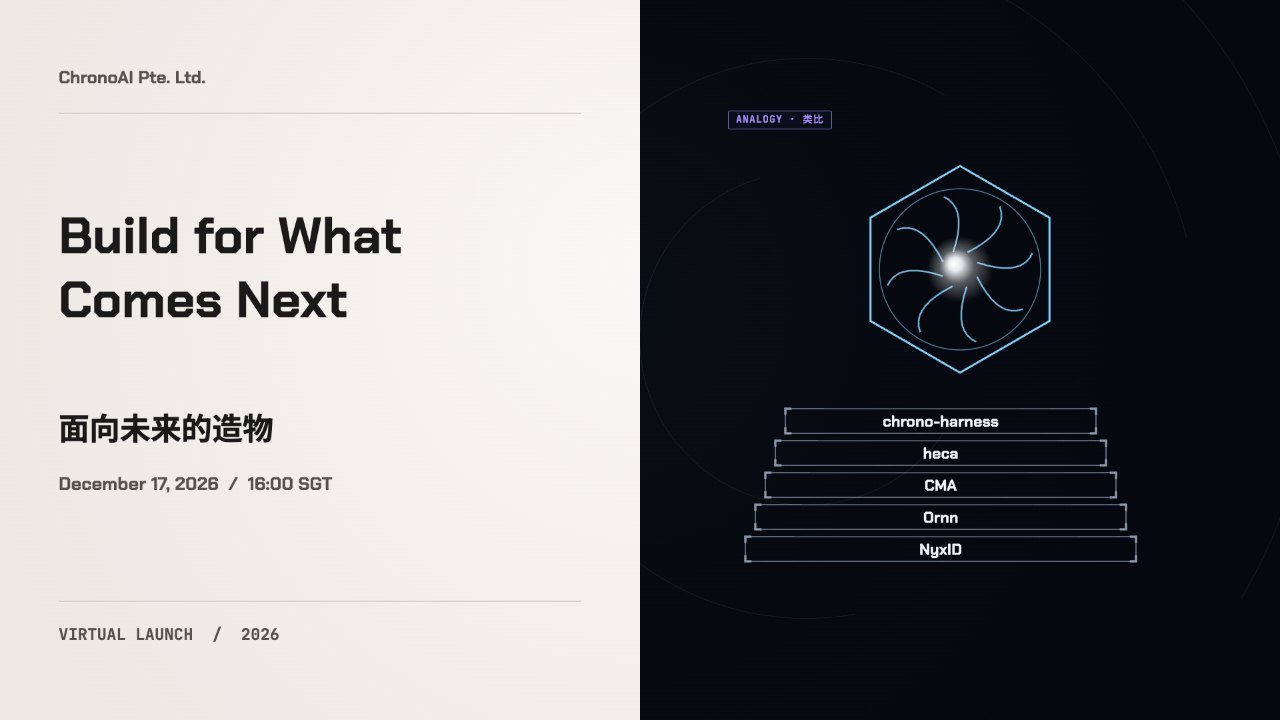 ChronoAI Pte. Ltd.
Build for What
Comes Next
面向未来的造物
December 17, 2026 / 16:00 SGT
VIRTUAL LAUNCH / 2026
ANALOGY · 类比
chrono-harness
heca
CMA
Ornn
NyxID